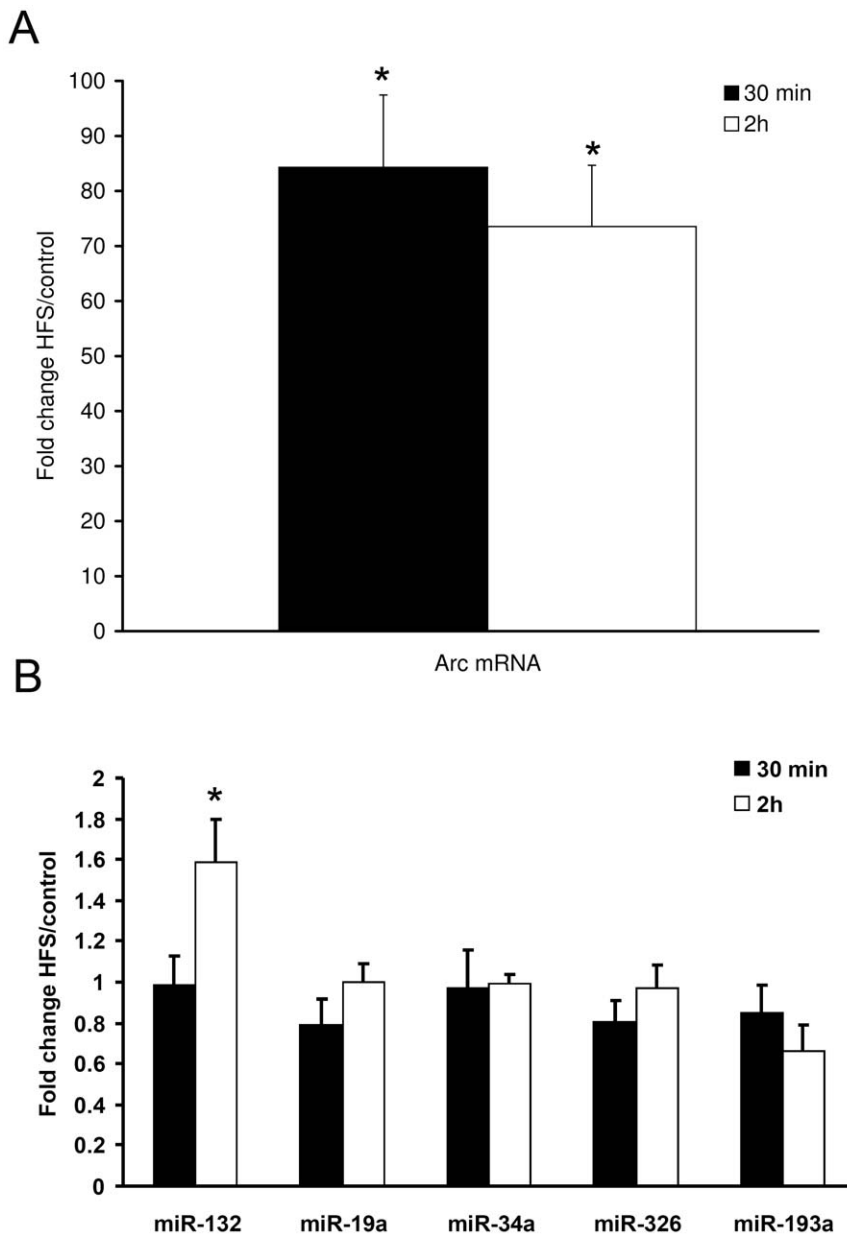 A
*
*
30 min
2h
Fold change HFS/control
100
90
80
70
60
50
40
30
20
10
0
Arc mRNA
B
*
30 min
2h
Fold change HFS/control
2
1.8
1.6
1.4
1.2
1
0.8
0.6
0.4
0.2
0
miR-132 miR-19a miR-34a miR-326 miR-193a